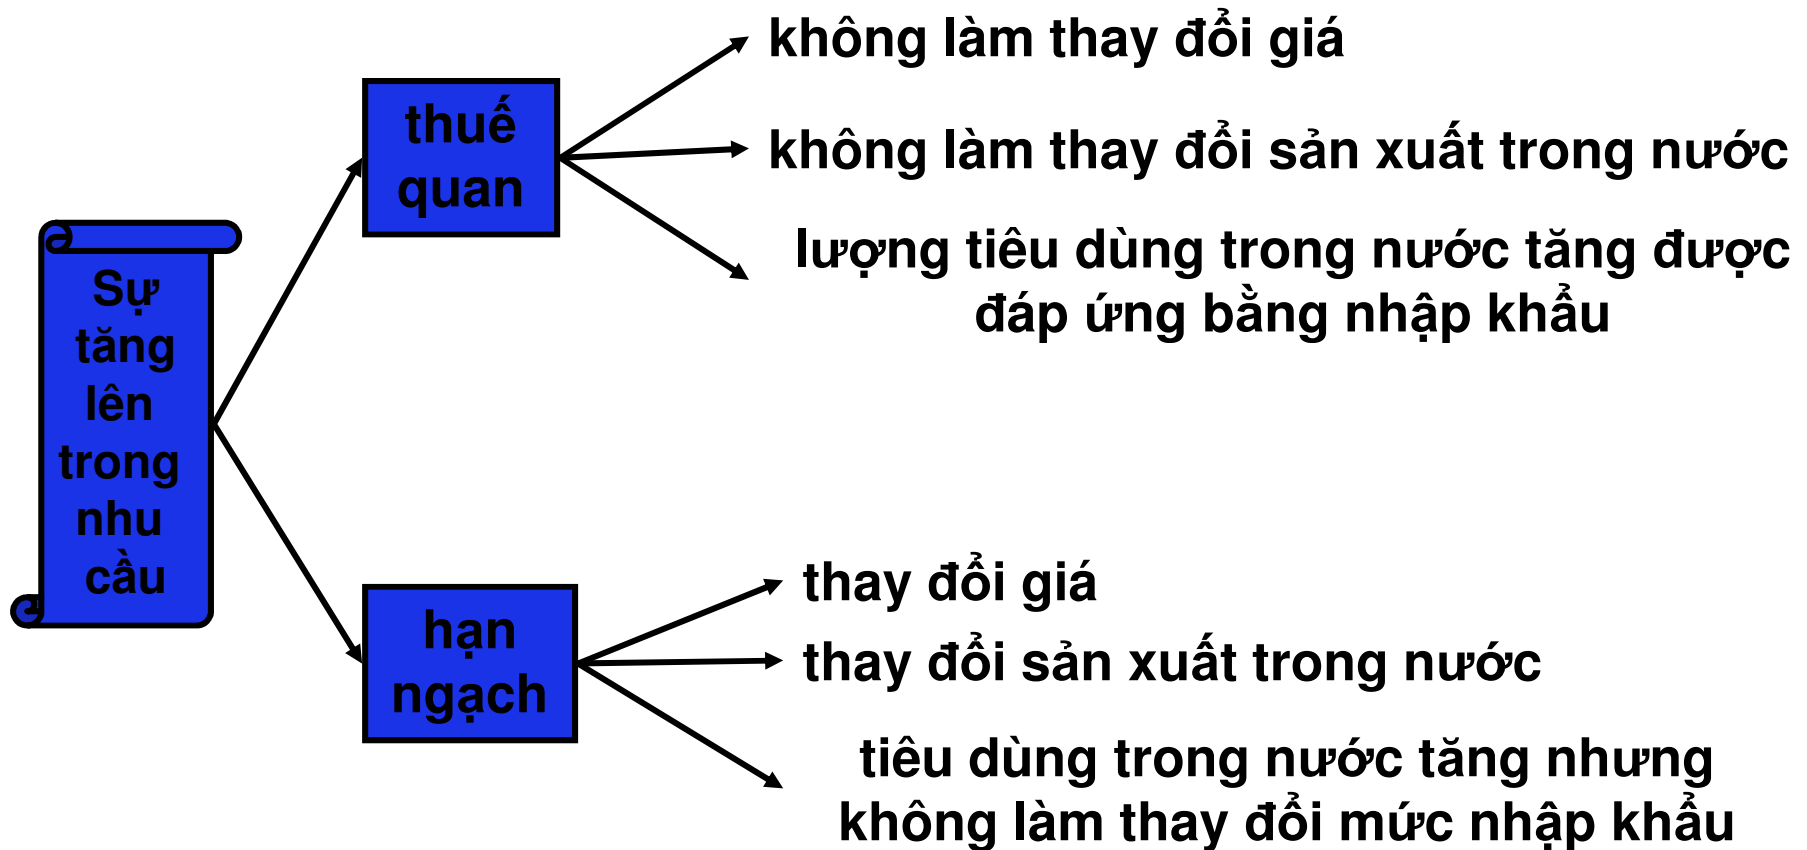 Sự
tăng
lên
trong
nhu
cầu
thuế
quan
không làm thay đổi giá
không làm thay đổi sản xuất trong nước
lượng tiêu dùng trong nước tăng được
đáp ứng bằng nhập khẩu
hạn
ngạch
thay đổi giá
thay đổi sản xuất trong nước
tiêu dùng trong nước tăng nhưng
không làm thay đổi mức nhập khẩu